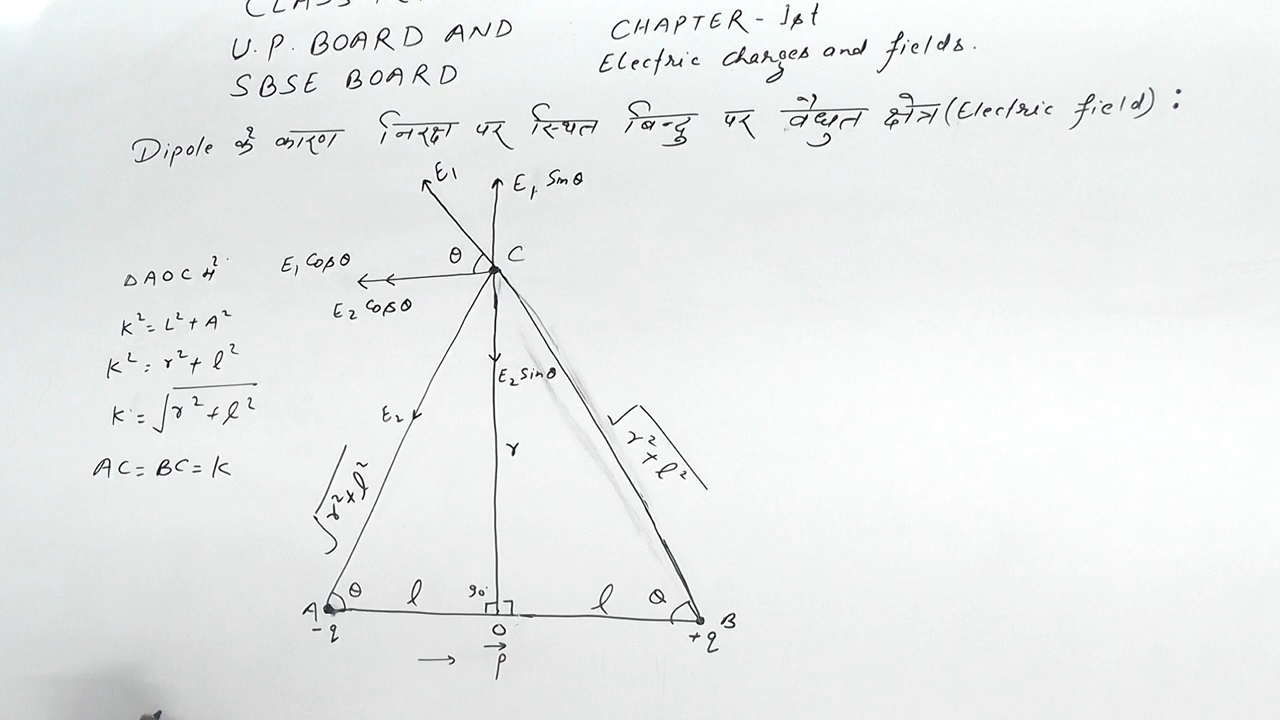 U.P. BOARD AND
SBSE BOARD
CHAPTER - Ist
Electric charges and fields.
Dipole के कारण निरक्ष पर स्थित बिन्दु पर वैधुत क्षेत्र (Electric field) :
E1
E1 Sinθ
θ
C
E1 Cosθ
E2 Cosθ
Δ AOC में
K² = L² + A²
K² = r² + l²
K = √r² + l²
AC = BC = K
E2 Sinθ
E2
r
√r² + l²
√r² × l²
A
θ
l
90°
l
θ
B
-q
O
+q
→
p⃗